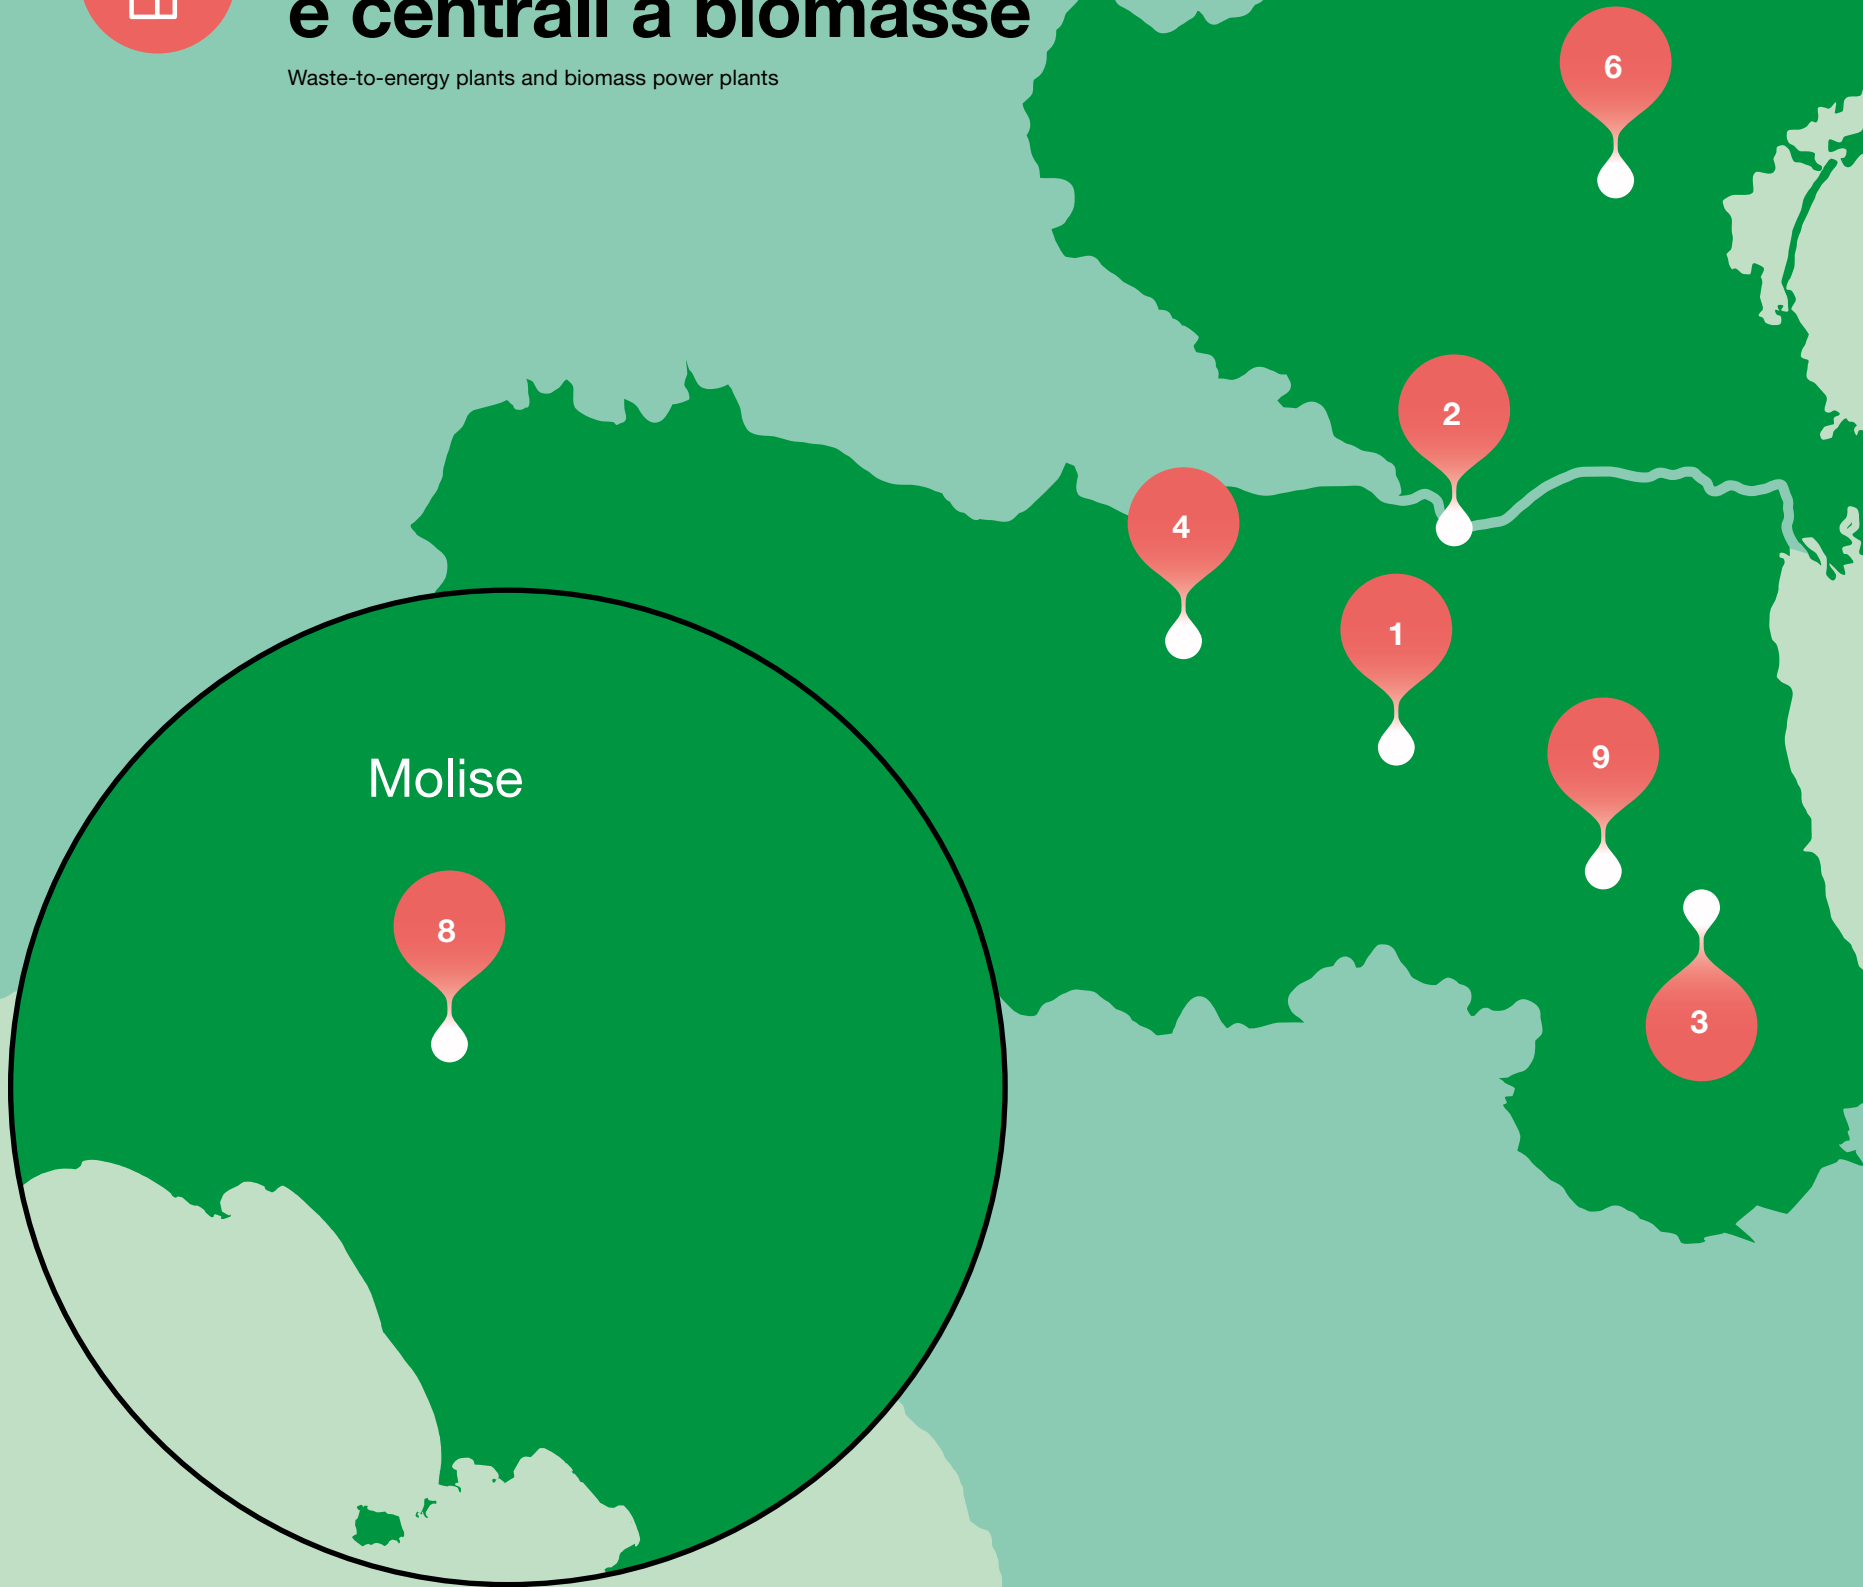 e centrali a biomasse
Waste-to-energy plants and biomass power plants
6
2
4
1
9
Molise
8
3